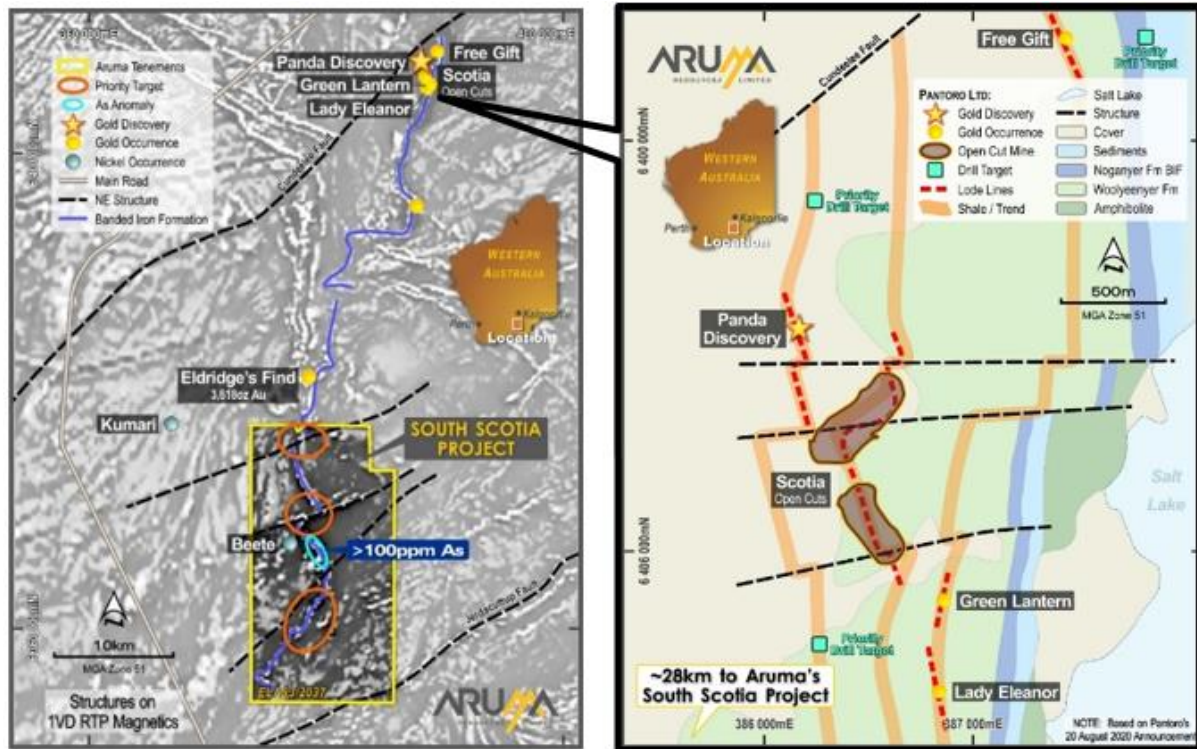 Aruma Tenements
Priority Target
As Anomaly
Gold Discovery
Gold Occurrence
Nickel Occurrence
Main Road
NE Structure
Banded Iron Formation
Cundeelee Fault
Panda Discovery
Green Lantern
Lady Eleanor
Free Gift
Scotia
Open Cuts
WESTERN
AUSTRALIA
Kalgoorlie
Perth
Location
Eldridge's Find
3,618oz Au
Kumari
SOUTH SCOTIA
PROJECT
Beete
>100ppm As
10km
MGA Zone 51
Structures on
1VD RTP Magnetics
ARUMA
ARUMA
RESOURCES LIMITED
WESTERN
AUSTRALIA
Kalgoorlie
Perth
Location
Cundeelee Fault
Free Gift
Priority
Drill Target
PANTORO LTD:
Gold Discovery
Gold Occurrence
Open Cut Mine
Drill Target
Lode Lines
Shale / Trend
Salt Lake
Structure
Cover
Sediments
Noganyer Fm BIF
Woolyeenyer Fm
Amphibolite
6 400 000mN
Priority
Drill Target
500m
MGA Zone 51
Panda
Discovery
Scotia
Open Cuts
Salt
Lake
Green Lantern
Priority
Drill Target
Lady Eleanor
~28km to Aruma's
South Scotia Project
386 000mE
387 000mE
NOTE: Based on Pantoro's
20 August 2020 Announcement